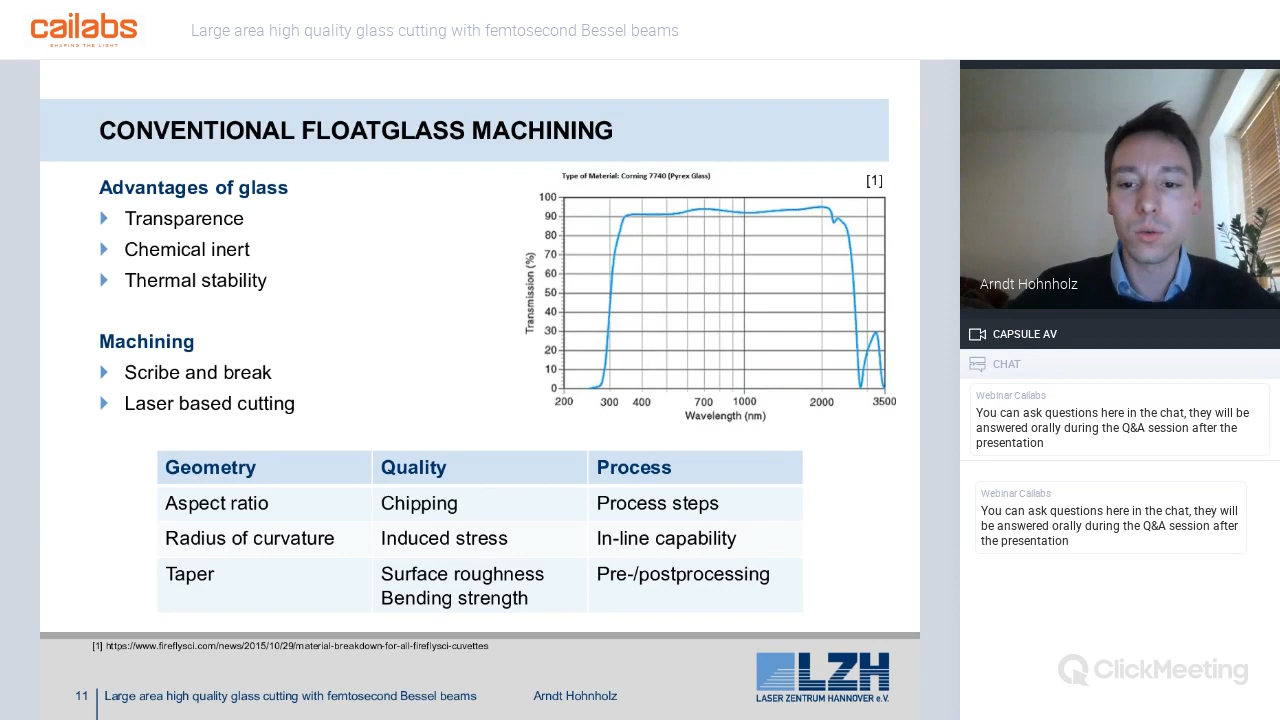 cailabs
SHAPING THE LIGHT
Large area high quality glass cutting with femtosecond Bessel beams
CONVENTIONAL FLOATGLASS MACHINING
Advantages of glass
Transparence
Chemical inert
Thermal stability
Machining
Scribe and break
Laser based cutting
Type of Material: Corning 7740 (Pyrex Glass)
[1]
Transmission (%)
100
90
80
70
60
50
40
30
20
10
0
200 300 400 700 1000 2000 3500
Wavelength (nm)
Geometry Quality Process
Aspect ratio Chipping Process steps
Radius of curvature Induced stress In-line capability
Taper Surface roughness Pre-/postprocessing
Bending strength
[1] https://www.fireflysci.com/news/2015/10/29/material-breakdown-for-all-fireflysci-cuvettes
11 Large area high quality glass cutting with femtosecond Bessel beams Arndt Hohnholz
LZH
LASER ZENTRUM HANNOVER e.V.
Arndt Hohnholz
CAPSULE AV
CHAT
Webinar Cailabs
You can ask questions here in the chat, they will be
answered orally during the Q&A session after the
presentation
Webinar Cailabs
You can ask questions here in the chat, they will
be answered orally during the Q&A session after
the presentation
ClickMeeting